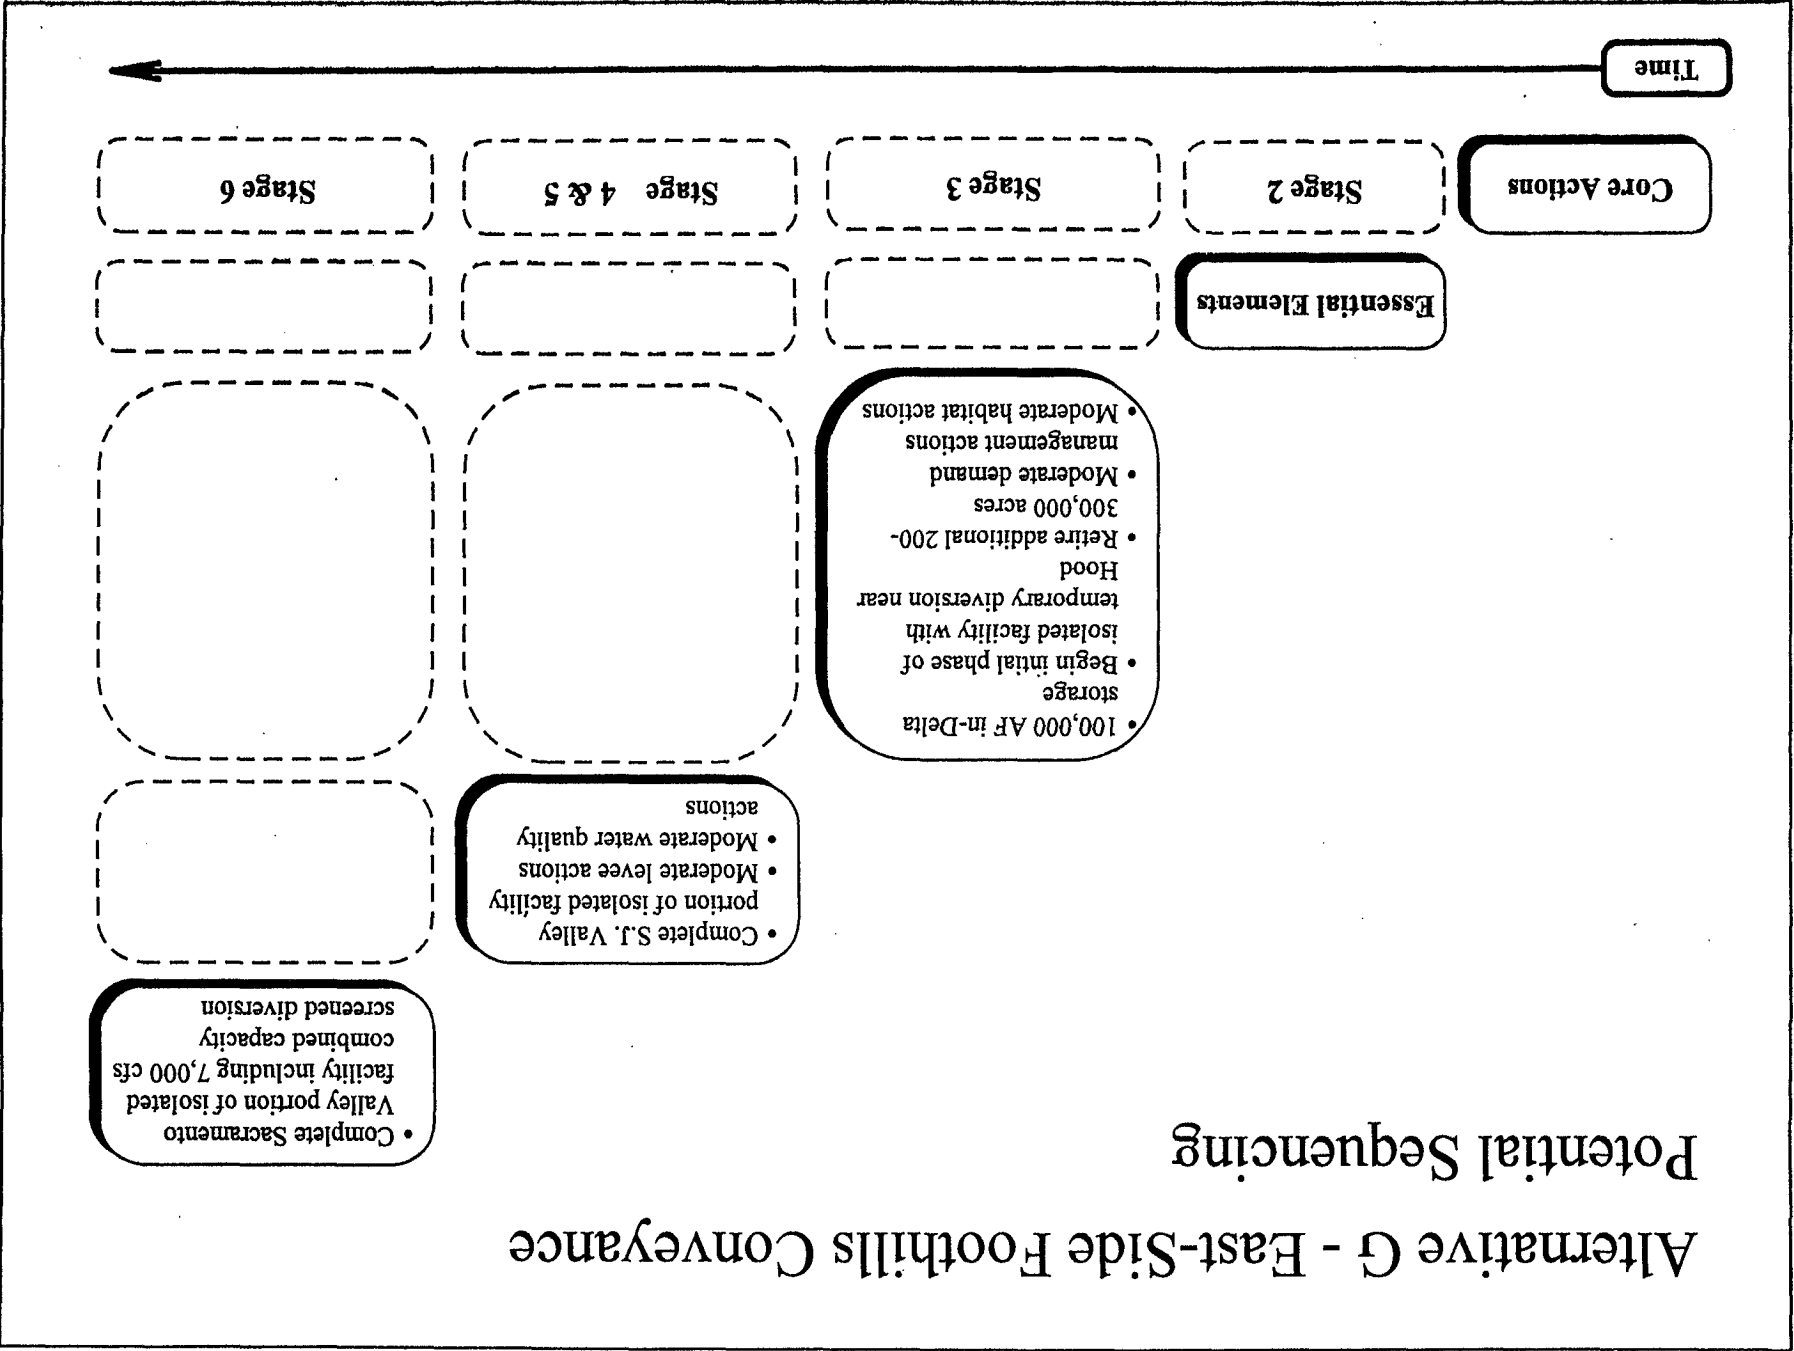 Alternative G - East-Side Foothills Conveyance
Potential Sequencing
• Complete Sacramento
Valley portion of isolated
facility including 7,000 cfs
combined capacity
screened diversion
• Complete S.J. Valley
portion of isolated facility
• Moderate levee actions
• Moderate water quality
actions
• 100,000 AF in-Delta
storage
• Begin intial phase of
isolated facility with
temporary diversion near
Hood
• Retire additional 200-
300,000 acres
• Moderate demand
management actions
• Moderate habitat actions
Essential Elements
Core Actions
Stage 2
Stage 3
Stage 4 & 5
Stage 6
Time